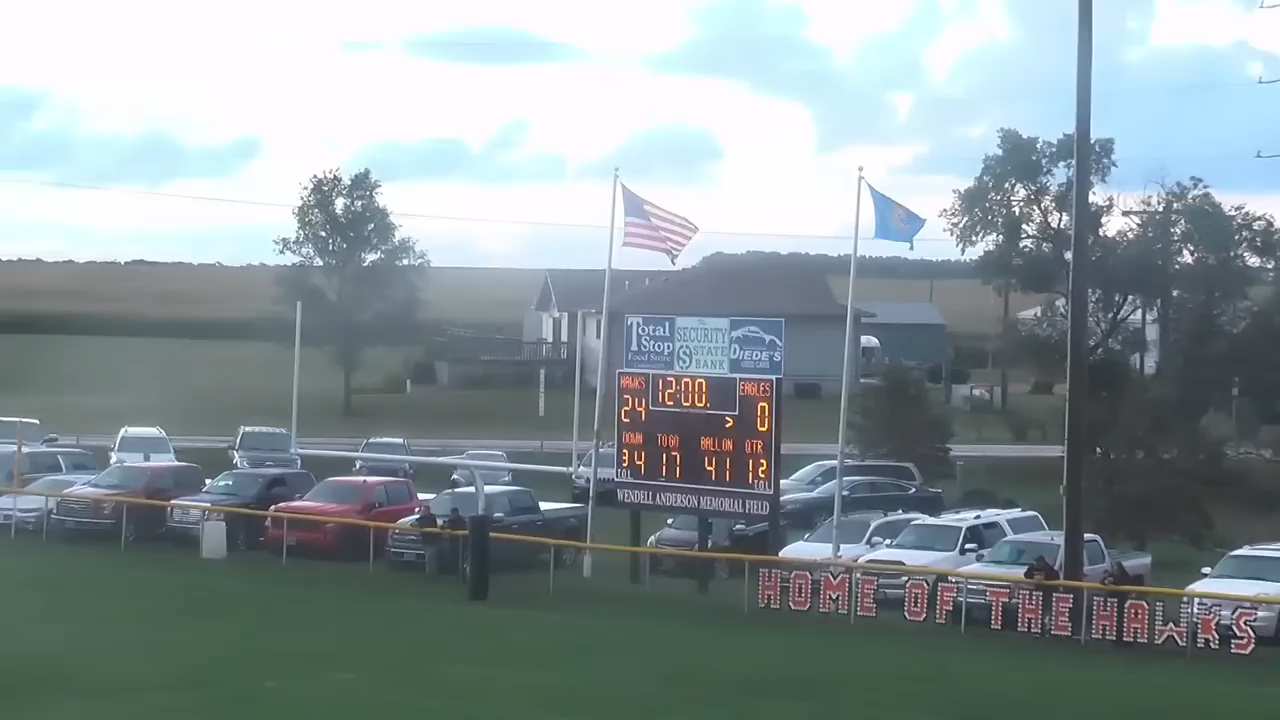 Total
Stop
Food Store
The
SECURITY
$ STATE
BANK
DIEDE'S
USED CARS
HAWKS 12:00 EAGLES
24 > 0
DOWN TO GO BALL ON QTR
3 4 17 41 1 2
T.O.L. T.O.L.
WENDELL ANDERSON MEMORIAL FIELD
HOME OF THE HAWKS